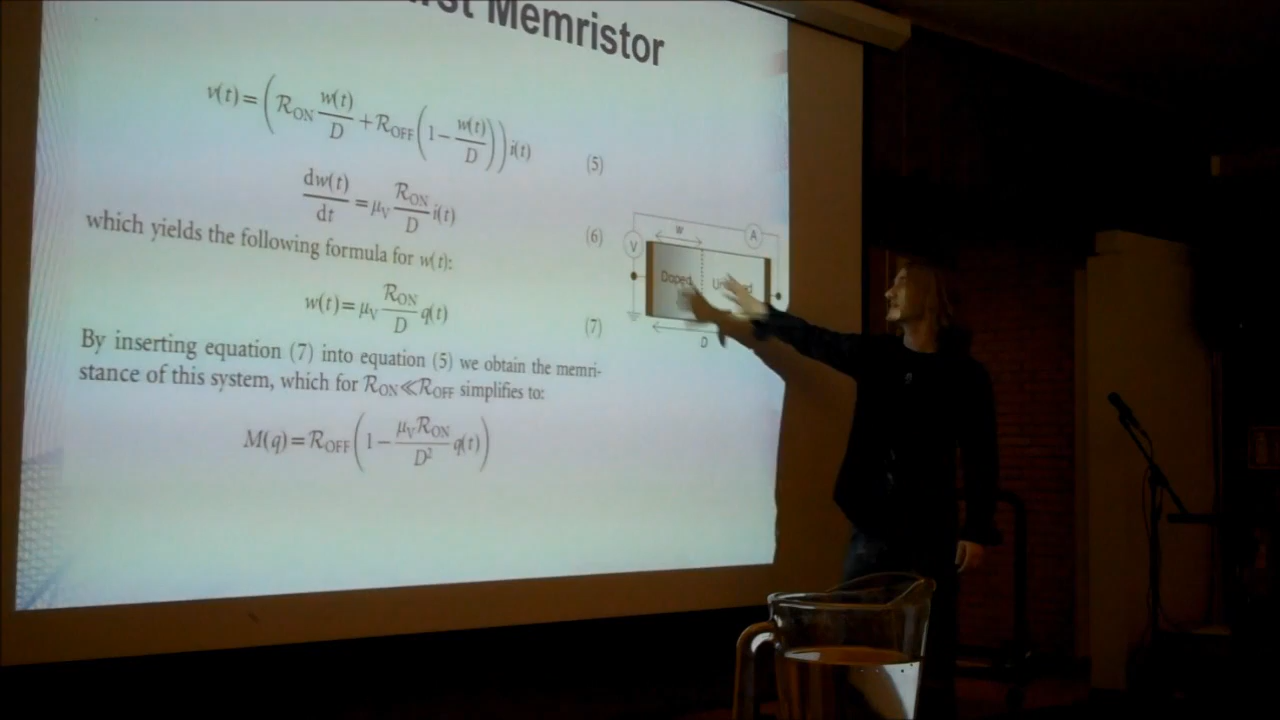 Memristor
v(t) = (R_ON w(t)/D + R_OFF (1 − w(t)/D)) i(t) (5)
dw(t)/dt = μ_V R_ON/D i(t) (6)
which yields the following formula for w(t):
w(t) = μ_V R_ON/D q(t) (7)
By inserting equation (7) into equation (5) we obtain the memri-
stance of this system, which for R_ON ≪ R_OFF simplifies to:
M(q) = R_OFF (1 − μ_V R_ON/D² q(t))
V
w
A
Doped
D